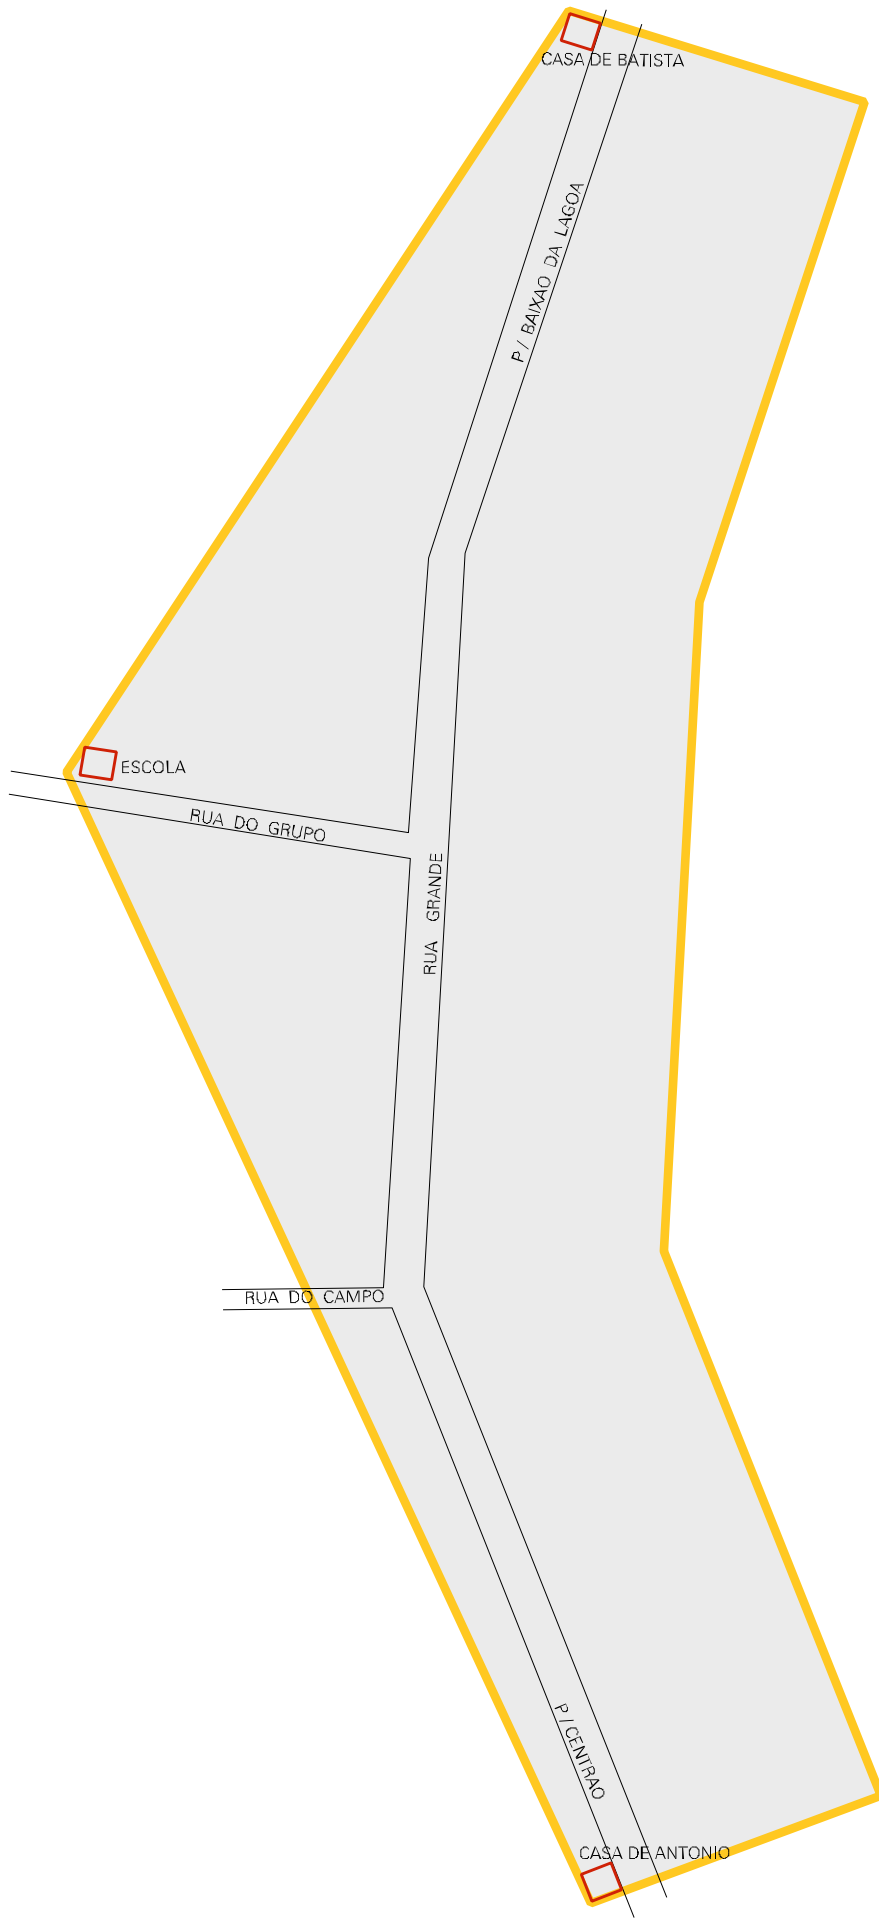 CASA DE BATISTA
P / BAIXAO DA LAGOA
ESCOLA
RUA DO GRUPO
RUA GRANDE
RUA DO CAMPO
P / CENTRAO
CASA DE ANTONIO